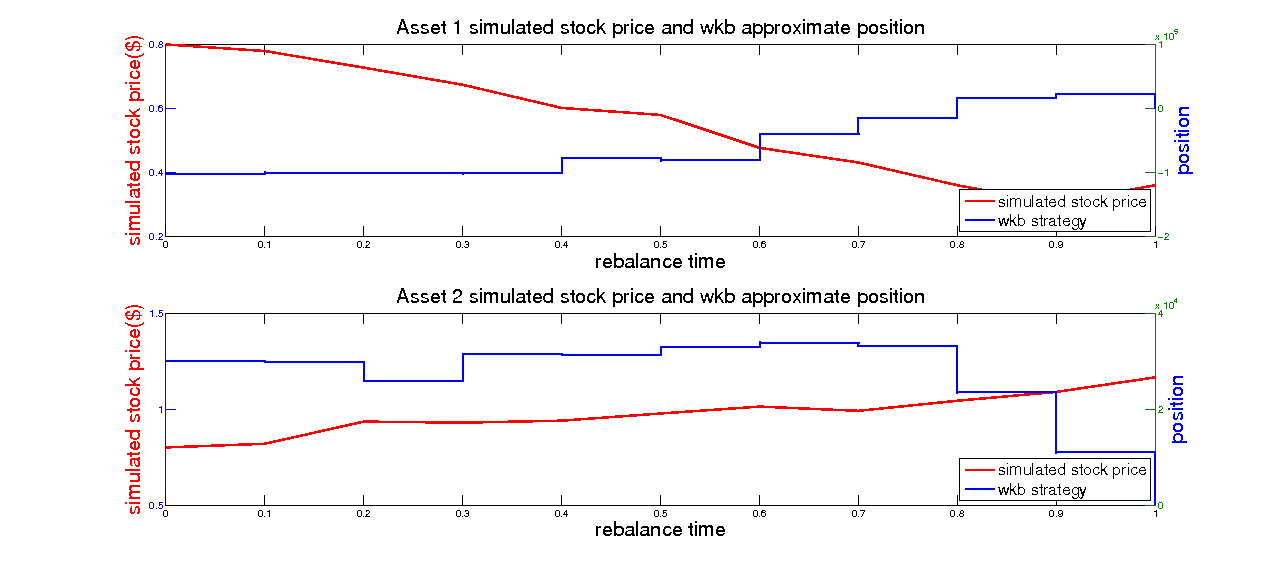 Asset 1 simulated stock price and wkb approximate position
x 10
simulated stock price($)
0.8
0.6
0.4
0.2
1
0
-1
-2
position
simulated stock price
wkb strategy
0 0.1 0.2 0.3 0.4 0.5 0.6 0.7 0.8 0.9 1
rebalance time
Asset 2 simulated stock price and wkb approximate position
x 10^4
simulated stock price($)
1.5
1
0.5
4
2
0
position
simulated stock price
wkb strategy
0 0.1 0.2 0.3 0.4 0.5 0.6 0.7 0.8 0.9 1
rebalance time